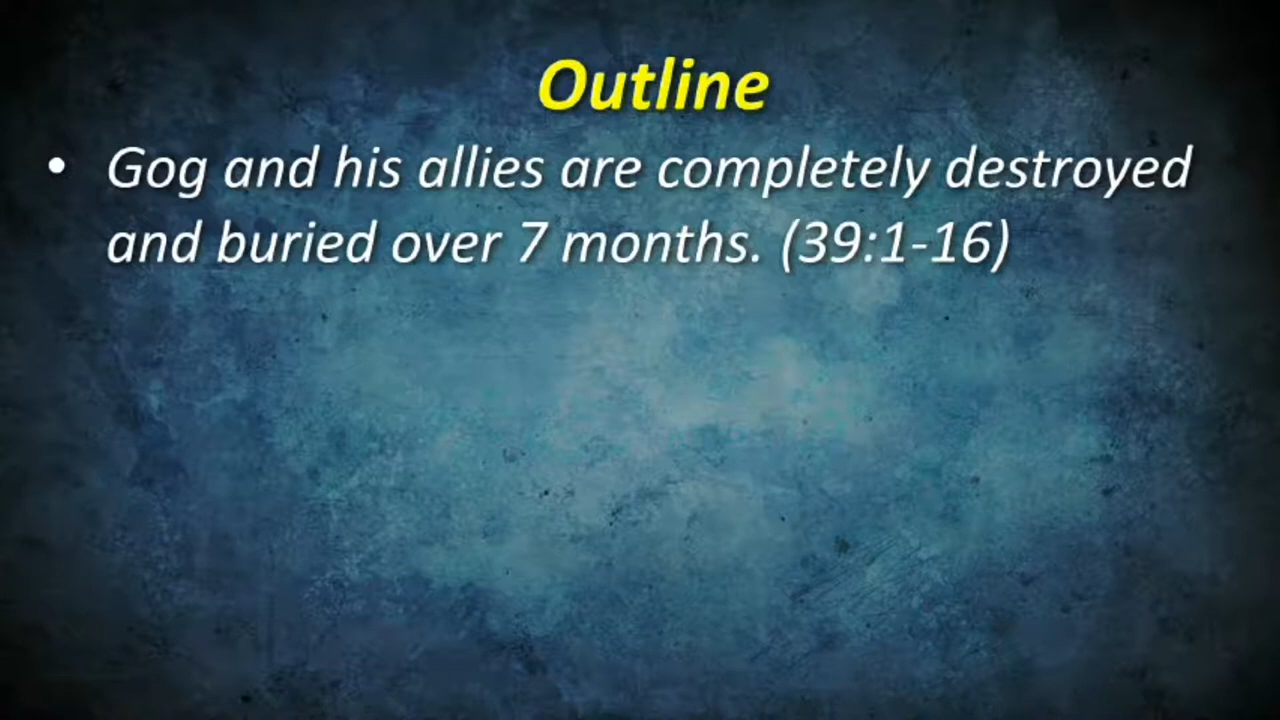 Outline
• Gog and his allies are completely destroyed
and buried over 7 months. (39:1-16)